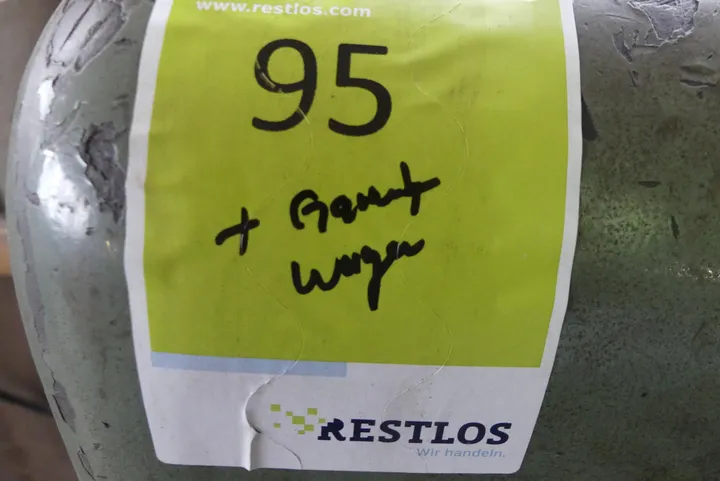 www.restlos.com
95
+
Wagen
RESTLOS
Wir handeln.